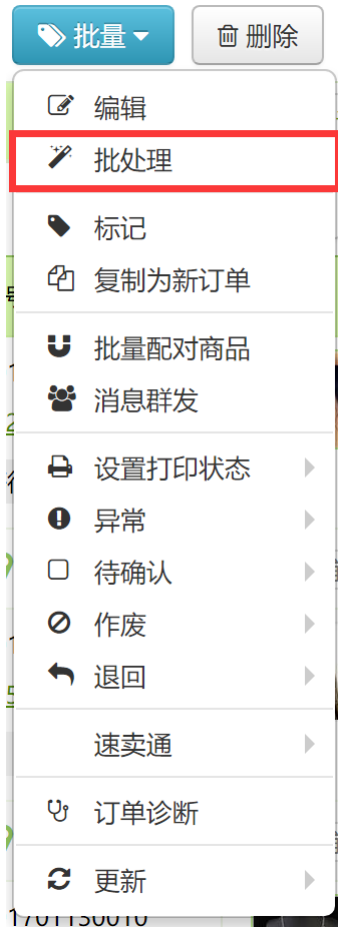 批量
删除
编辑
批处理
标记
复制为新订单
批量配对商品
消息群发
设置打印状态
异常
待确认
作废
退回
速卖通
订单诊断
更新
1701130010